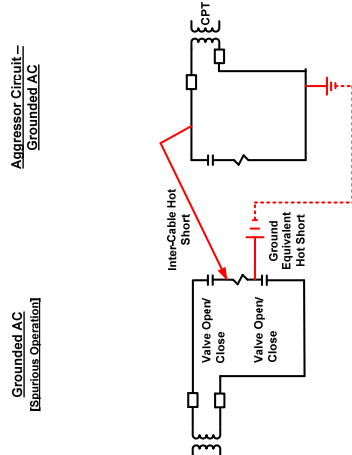 Aggressor Circuit –
Grounded AC
CPT
Inter-Cable Hot
Short
Ground
Equivalent
Hot Short
Valve Open/
Close
Valve Open/
Close
Grounded AC
[Spurious Operation]